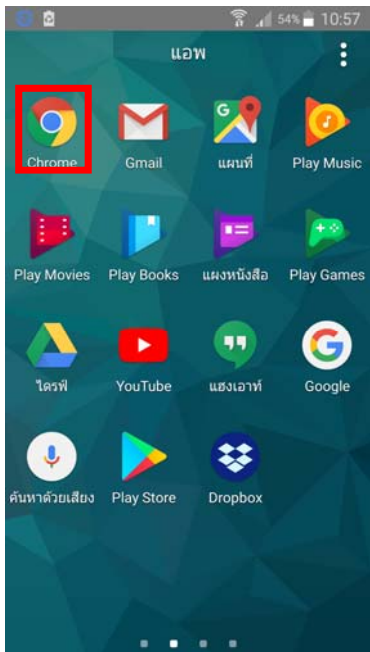 54% 10:57
แอพ
Chrome Gmail แผนที่ Play Music
Play Movies Play Books แผงหนังสือ Play Games
ไดรฟ์ YouTube แฮงเอาท์ Google
ค้นหาด้วยเสียง Play Store Dropbox